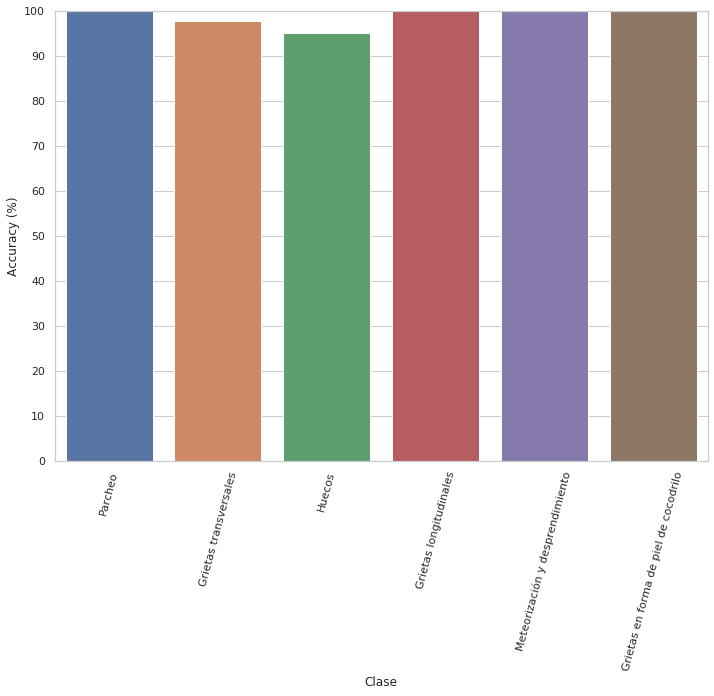 100
90
80
70
60
50
40
30
20
10
0
Accuracy (%)
Parcheo
Grietas transversales
Huecos
Grietas longitudinales
Meteorización y desprendimiento
Grietas en forma de piel de cocodrilo
Clase